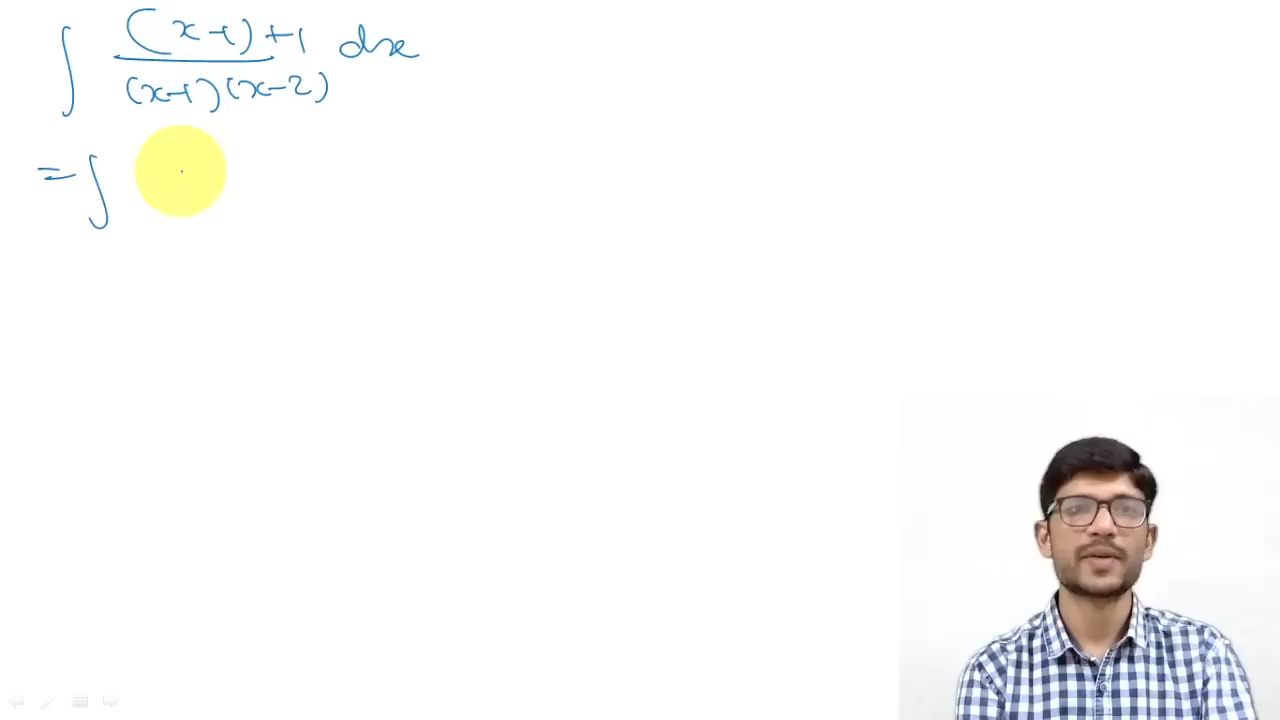 ∫ (x-1)+1 / (x-1)(x-2) dx
= ∫